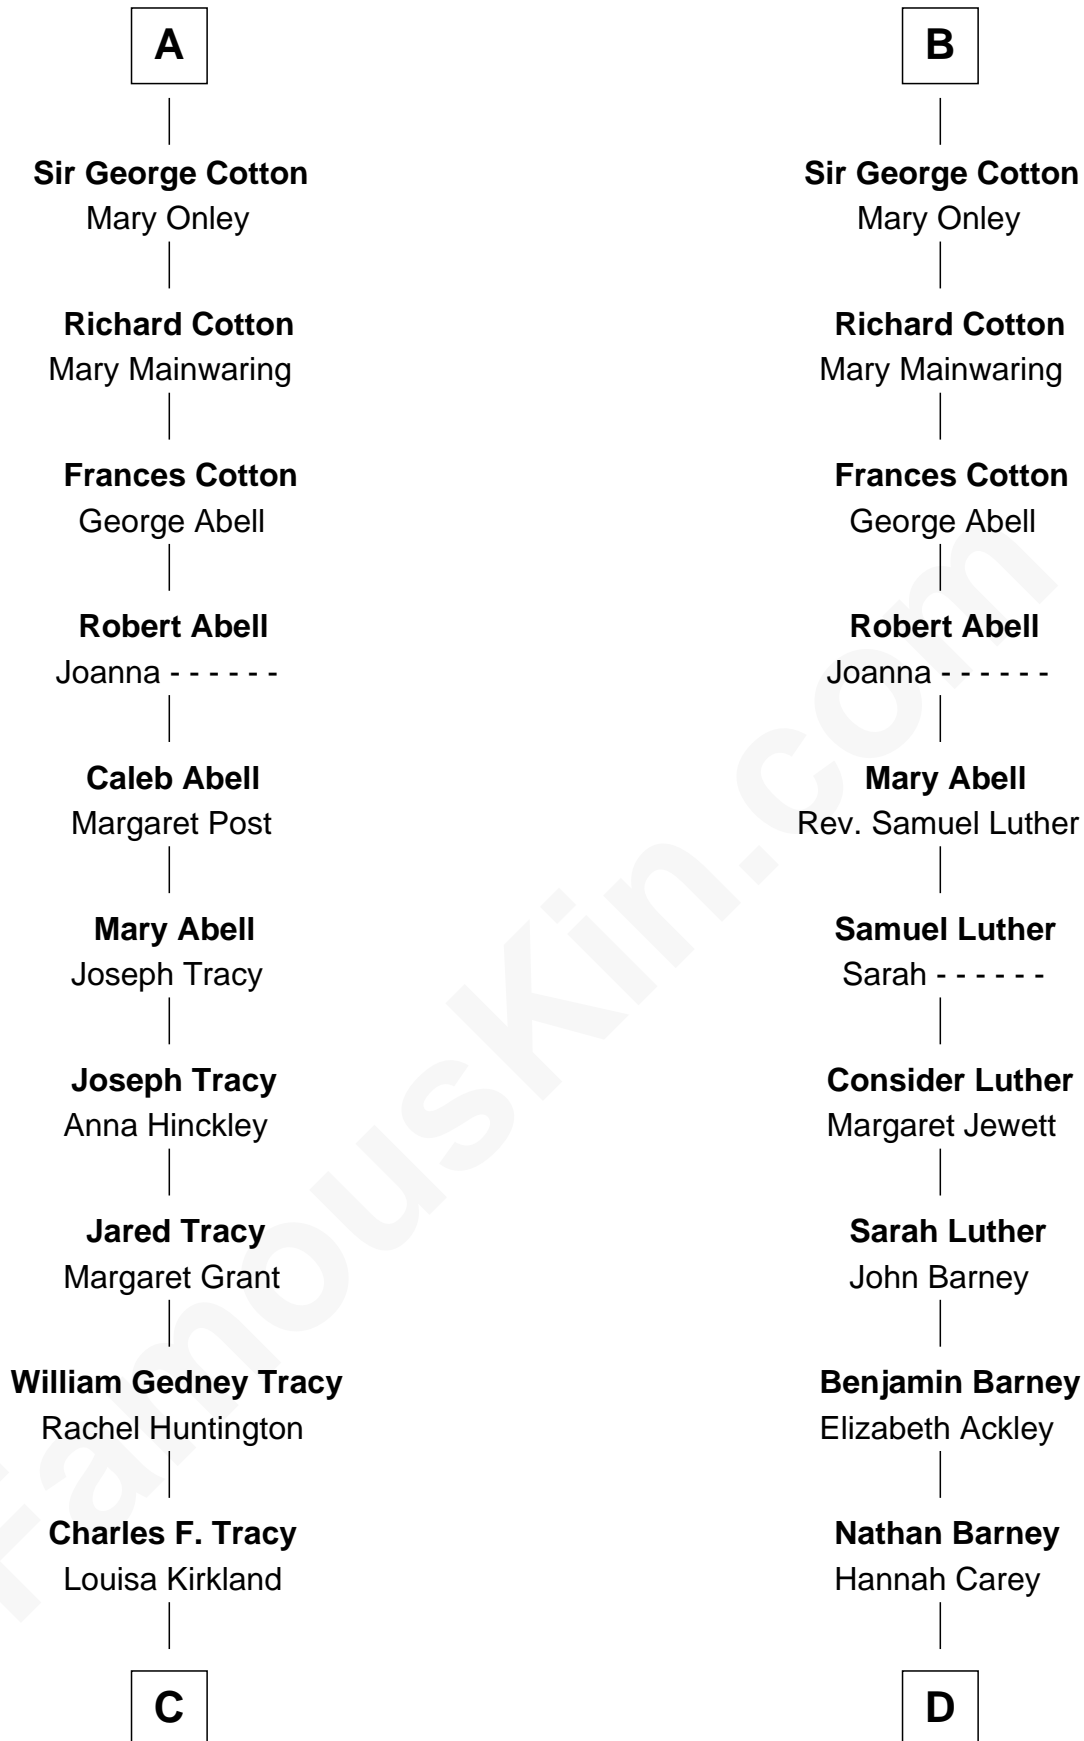 A
Sir George Cotton
Mary Onley
Richard Cotton
Mary Mainwaring
Frances Cotton
George Abell
Robert Abell
Joanna - - - - - -
Caleb Abell
Margaret Post
Mary Abell
Joseph Tracy
Joseph Tracy
Anna Hinckley
Jared Tracy
Margaret Grant
William Gedney Tracy
Rachel Huntington
Charles F. Tracy
Louisa Kirkland
C
B
Sir George Cotton
Mary Onley
Richard Cotton
Mary Mainwaring
Frances Cotton
George Abell
Robert Abell
Joanna - - - - - -
Mary Abell
Rev. Samuel Luther
Samuel Luther
Sarah - - - - - -
Consider Luther
Margaret Jewett
Sarah Luther
John Barney
Benjamin Barney
Elizabeth Ackley
Nathan Barney
Hannah Carey
D
FamousKin.com